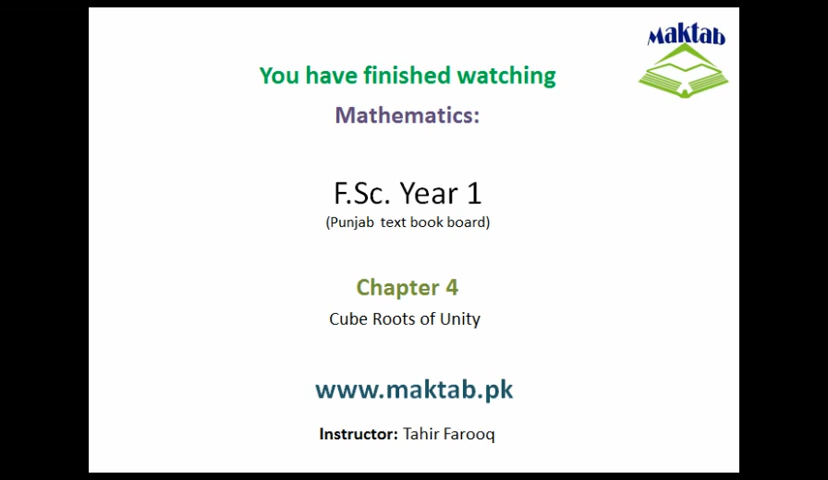 Maktab
You have finished watching
Mathematics:
F.Sc. Year 1
(Punjab text book board)
Chapter 4
Cube Roots of Unity
www.maktab.pk
Instructor: Tahir Farooq